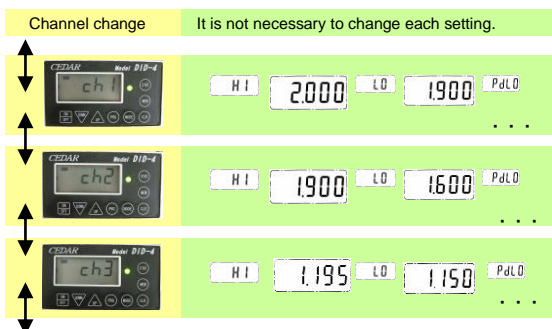 Channel change It is not necessary to change each setting.
CEDAR Model DID-4
ch1 HI 2.000 LO 1.900 PdLO
. . .
CEDAR Model DID-4
ch2 HI 1.900 LO 1.600 PdLO
. . .
CEDAR Model DID-4
ch3 HI 1.195 LO 1.150 PdLO
. . .